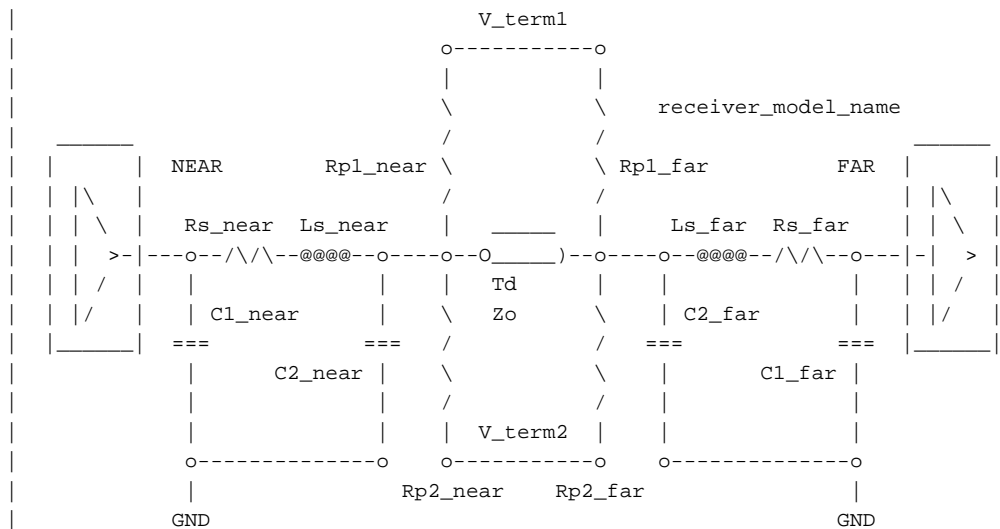 V_term1
receiver_model_name
NEAR Rp1_near Rp1_far FAR
Rs_near Ls_near Ls_far Rs_far
Td
C1_near Zo C2_far
C2_near C1_far
V_term2
Rp2_near Rp2_far
GND GND